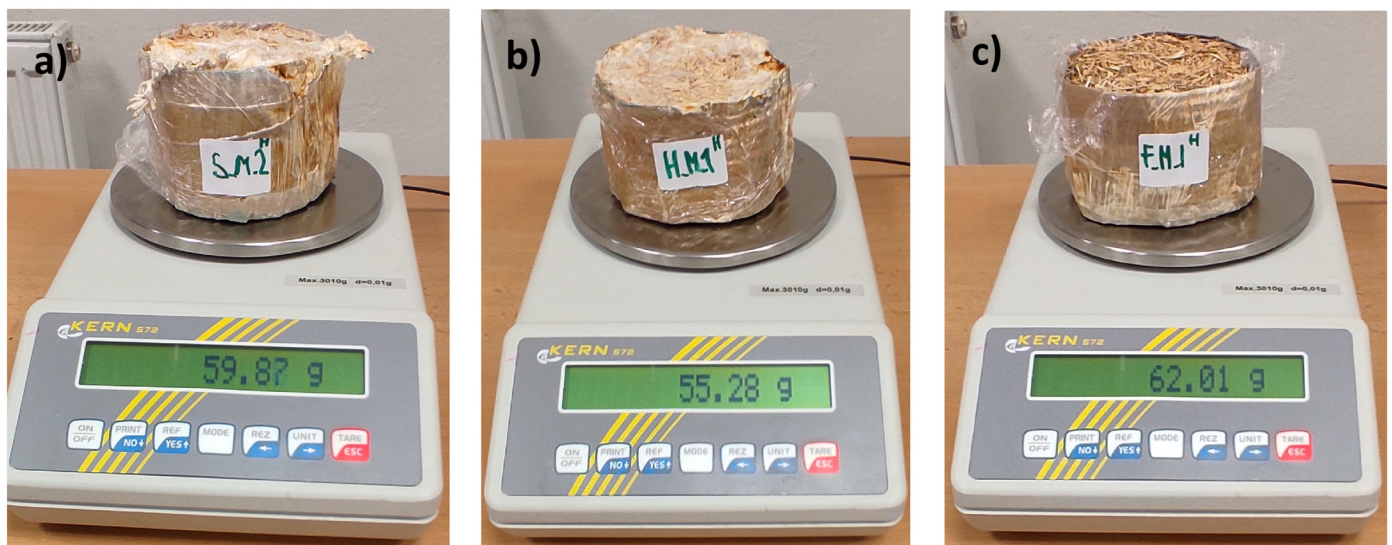 a)
S.M.2 H
Max.3010g d=0,01g
KERN 572
59.87 g
ON OFF
PRINT NO↓
REF YES↑
MODE
REZ ←
UNIT →
TARE ESC
b)
H.M.1 H
Max.3010g d=0,01g
KERN 572
55.28 g
ON OFF
PRINT NO↓
REF YES↑
MODE
REZ ←
UNIT →
TARE ESC
c)
F.M.1 H
Max.3010g d=0,01g
KERN 572
62.01 g
ON OFF
PRINT NO↓
REF YES↑
MODE
REZ ←
UNIT →
TARE ESC